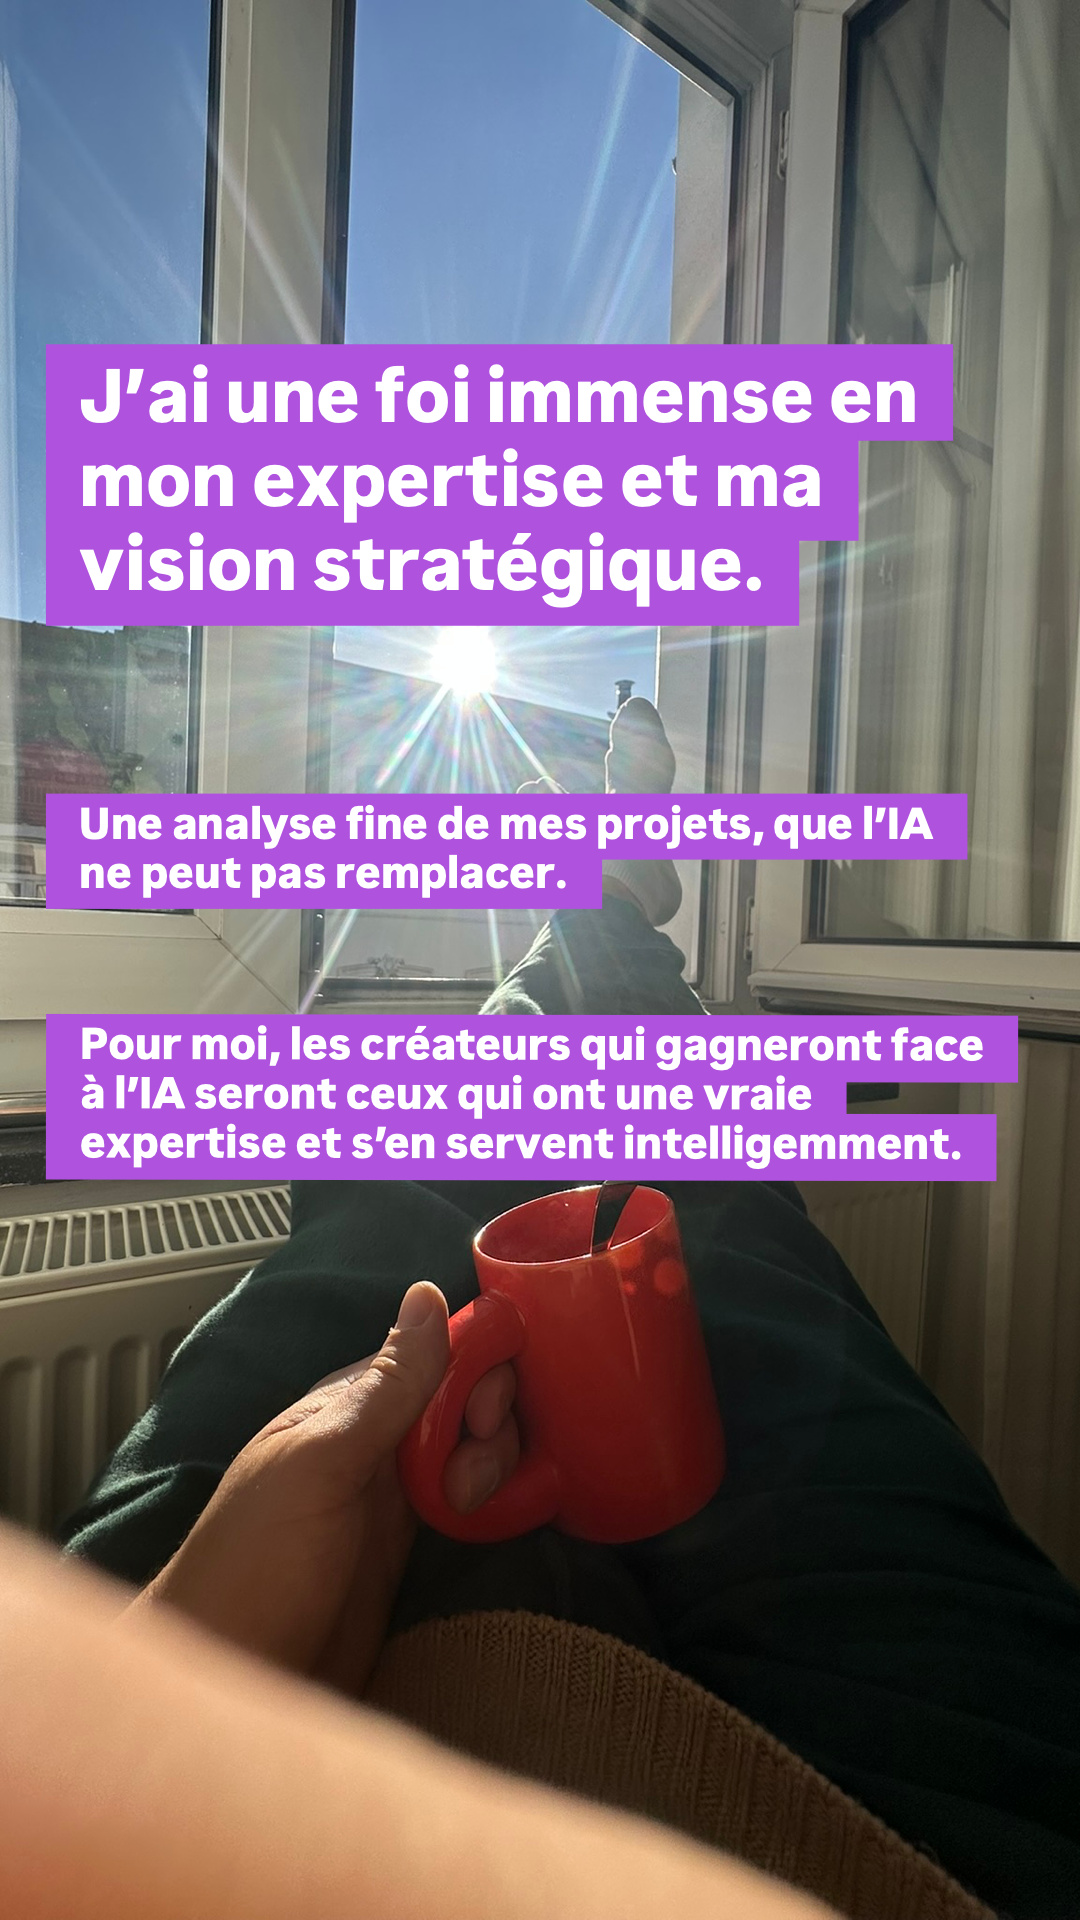 J’ai une foi immense en
mon expertise et ma
vision stratégique.
Une analyse fine de mes projets, que l’IA
ne peut pas remplacer.
Pour moi, les créateurs qui gagneront face
à l’IA seront ceux qui ont une vraie
expertise et s’en servent intelligemment.